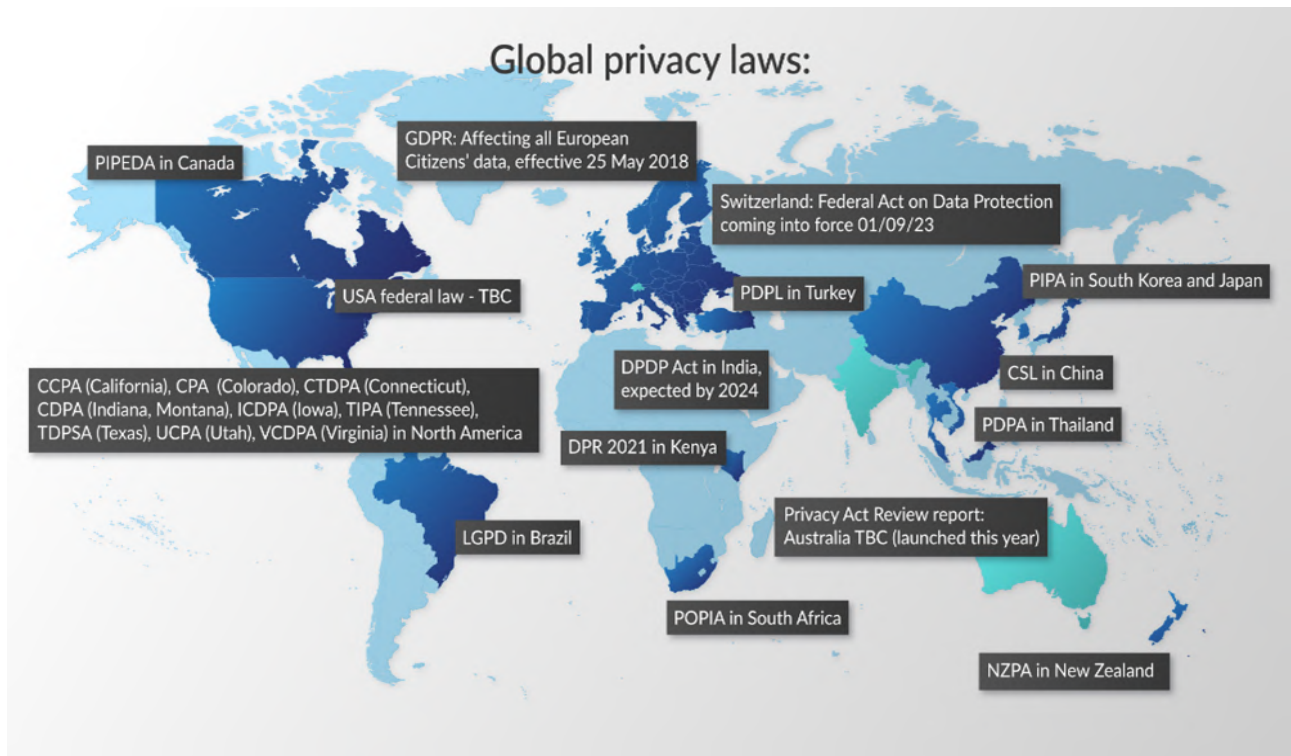 Global privacy laws:
PIPEDA in Canada
GDPR: Affecting all European
Citizens' data, effective 25 May 2018
Switzerland: Federal Act on Data Protection
coming into force 01/09/23
USA federal law - TBC
PDPL in Turkey
PIPA in South Korea and Japan
CCPA (California), CPA (Colorado), CTDPA (Connecticut),
CDPA (Indiana, Montana), ICDPA (Iowa), TIPA (Tennessee),
TDPSA (Texas), UCPA (Utah), VCDPA (Virginia) in North America
DPDP Act in India,
expected by 2024
CSL in China
PDPA in Thailand
DPR 2021 in Kenya
LGPD in Brazil
Privacy Act Review report:
Australia TBC (launched this year)
POPIA in South Africa
NZPA in New Zealand